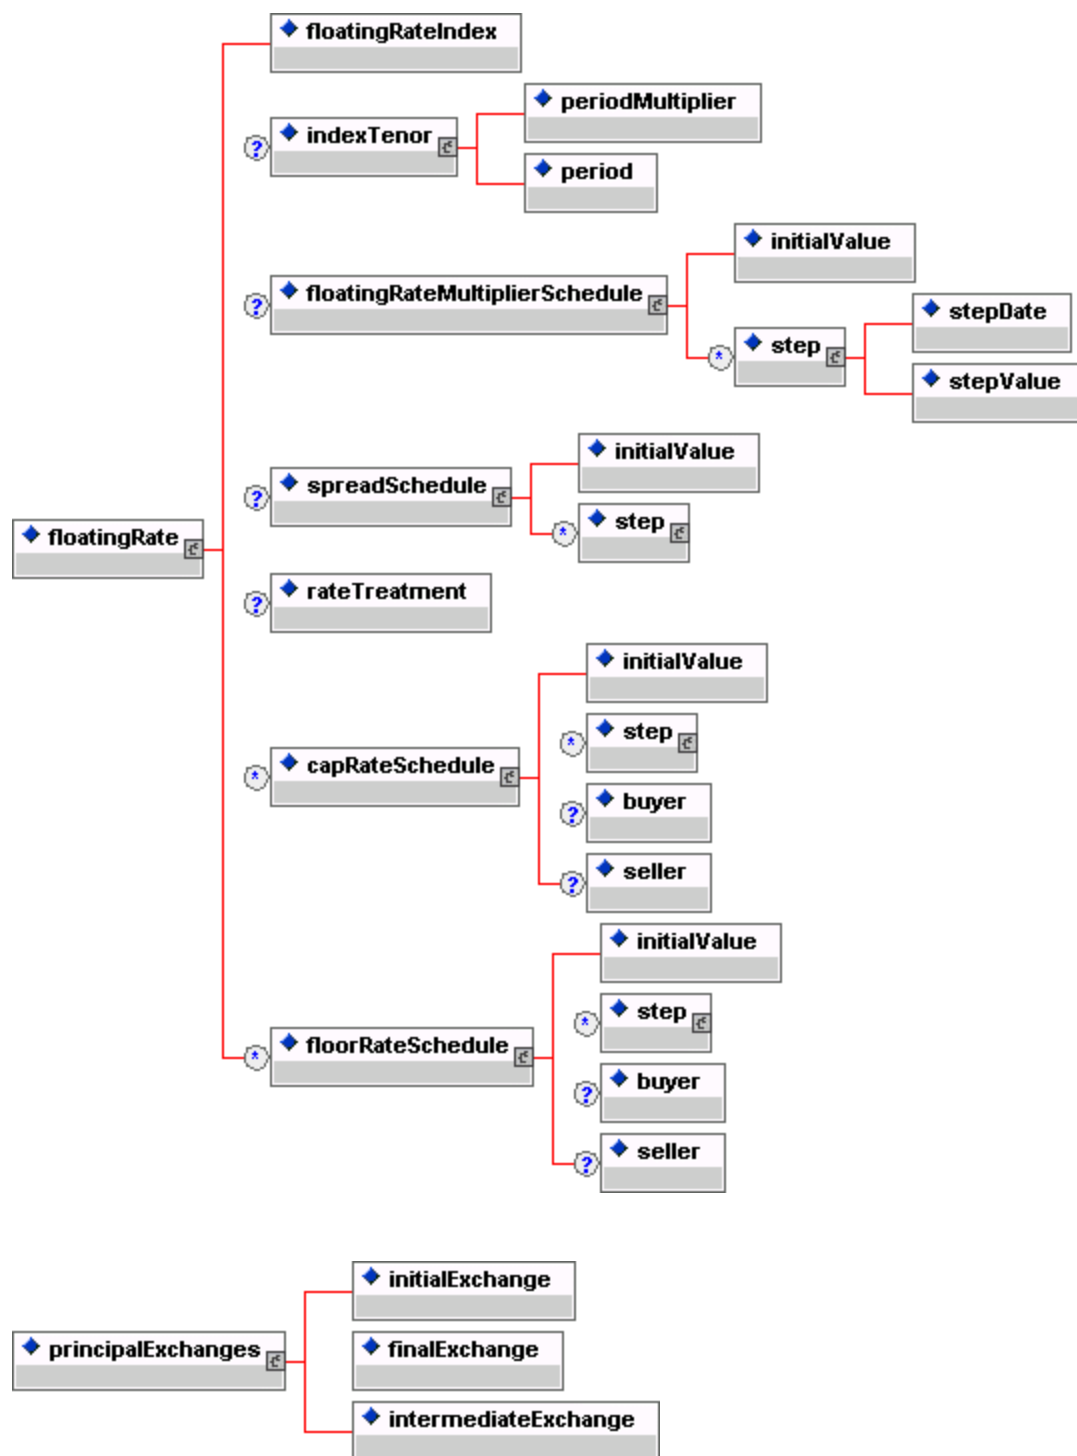 floatingRateIndex
periodMultiplier
? indexTenor
period
initialValue
? floatingRateMultiplierSchedule
stepDate
* step
stepValue
initialValue
? spreadSchedule
* step
floatingRate
? rateTreatment
initialValue
* step
* capRateSchedule
? buyer
? seller
initialValue
* step
* floorRateSchedule
? buyer
? seller
initialExchange
principalExchanges
finalExchange
intermediateExchange